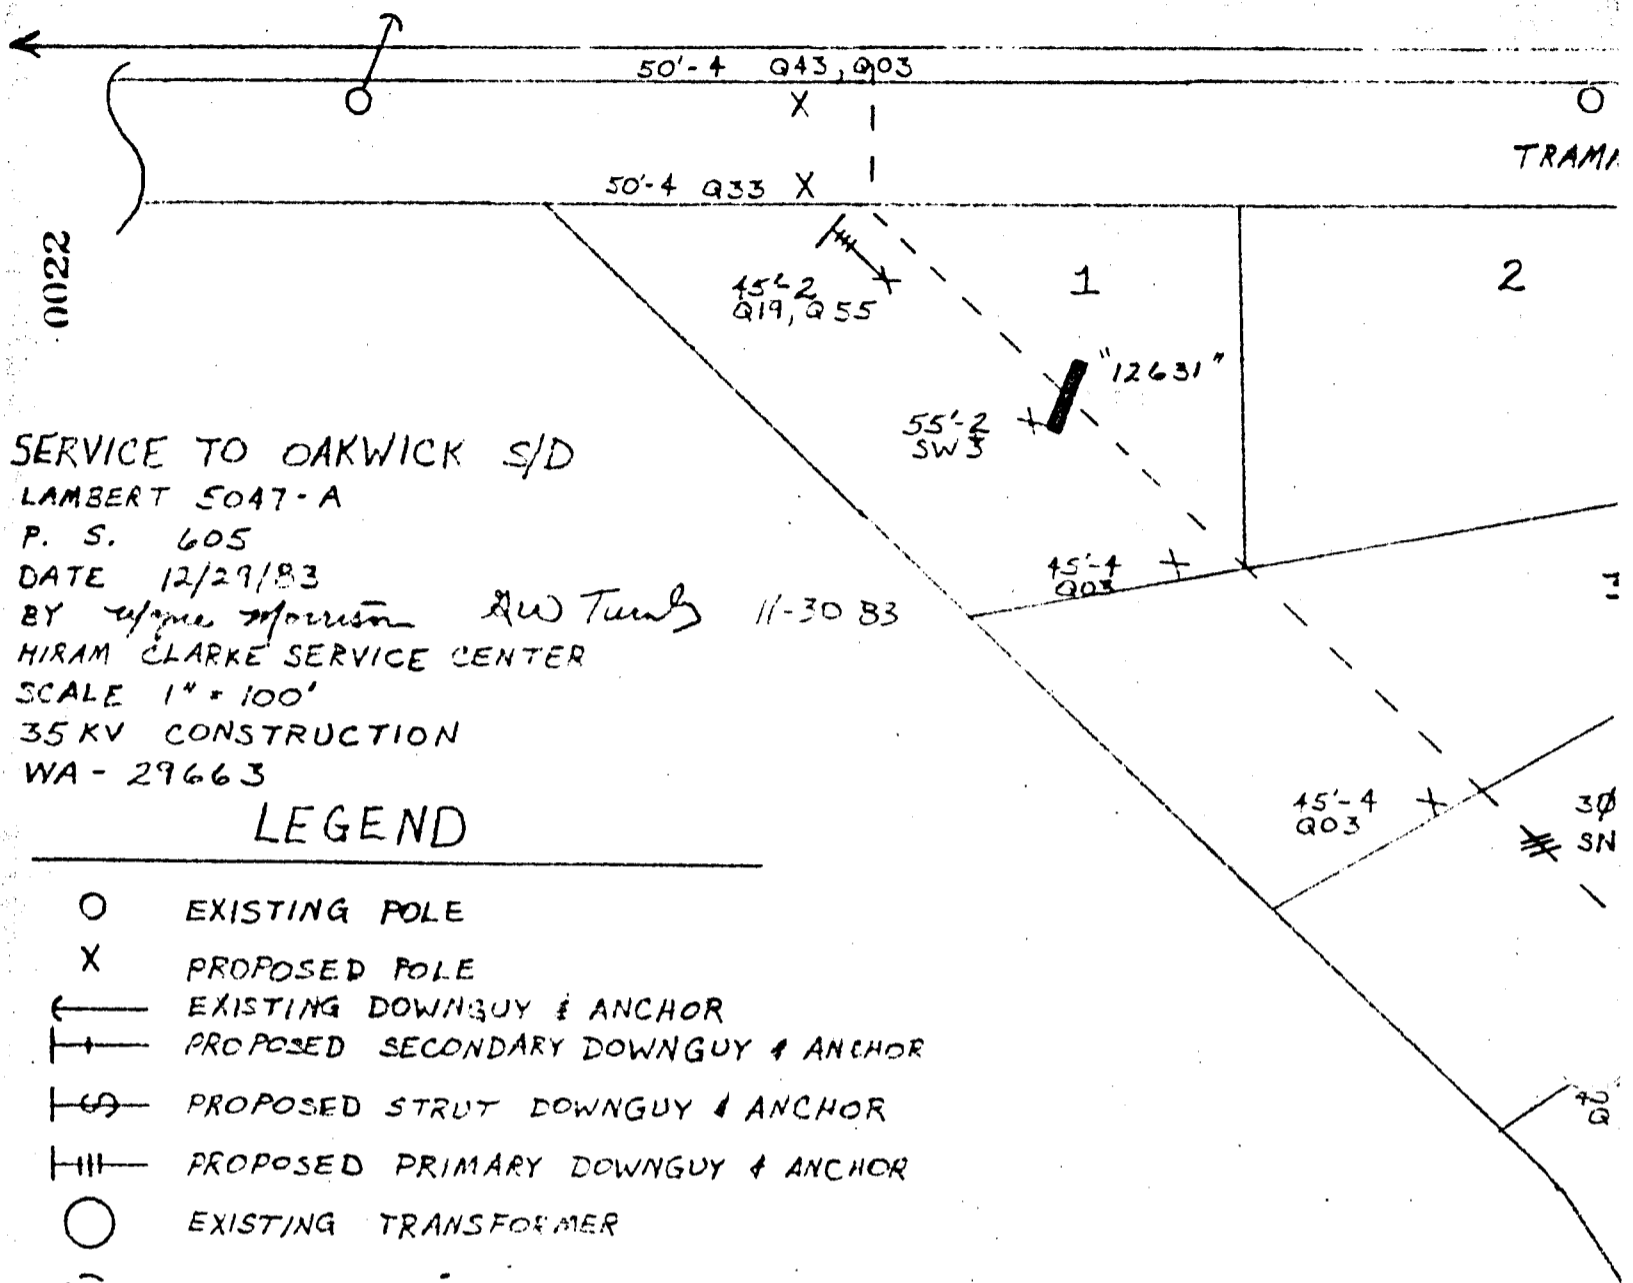 50'-4 Q43, Q03
TRAM
50'-4 Q33
0022
1
2
45'-2
Q19, Q55
"12631"
55'-2
SW3
SERVICE TO OAKWICK S/D
LAMBERT 5047-A
P. S. 605
DATE 12/29/83
BY Wayne Morrison 11-30 83
HIRAM CLARKE SERVICE CENTER
SCALE 1" = 100'
35 KV CONSTRUCTION
WA - 29663
45'-4
Q03
45'-4
Q03
3Ø
SN
LEGEND
O EXISTING POLE
X PROPOSED POLE
EXISTING DOWNGUY & ANCHOR
PROPOSED SECONDARY DOWNGUY & ANCHOR
PROPOSED STRUT DOWNGUY & ANCHOR
PROPOSED PRIMARY DOWNGUY & ANCHOR
EXISTING TRANSFORMER